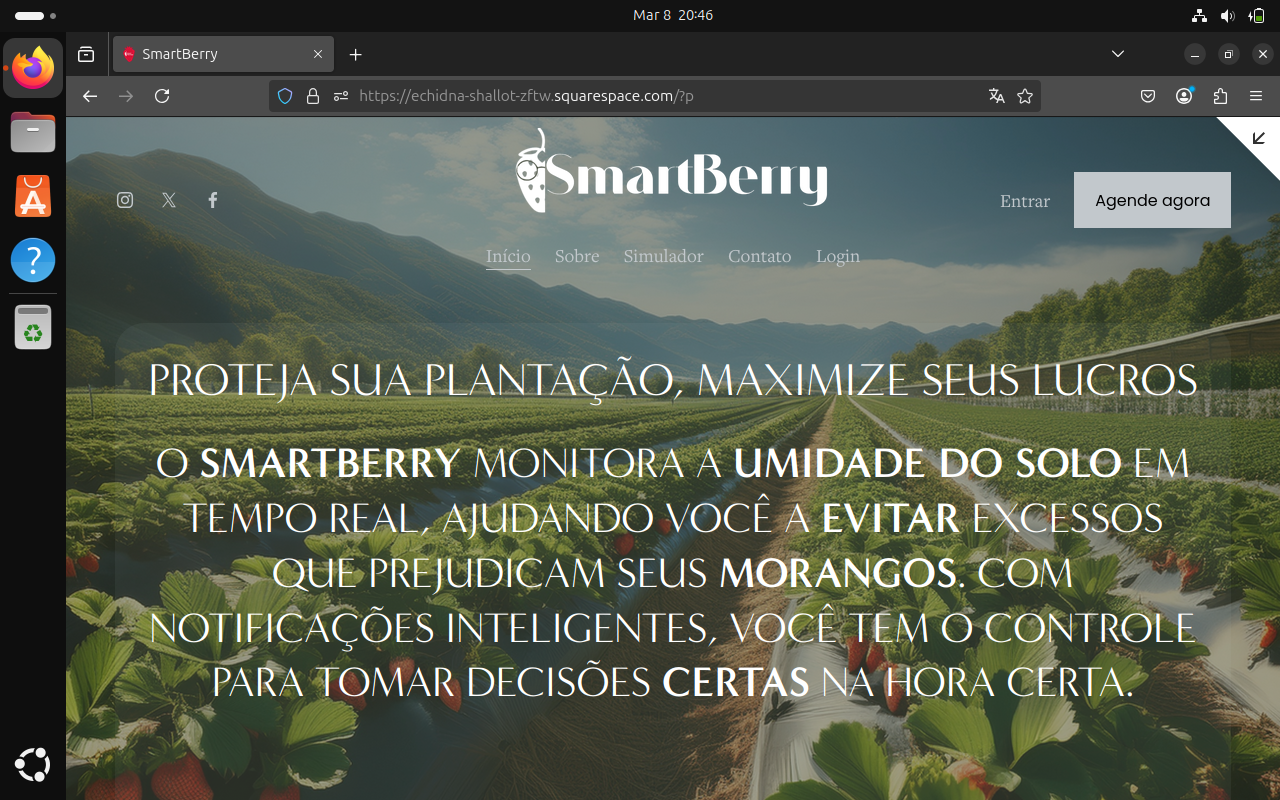 Mar 8 20:46
SmartBerry
https://echidna-shallot-zftw.squarespace.com/?p
SmartBerry
Entrar
Agende agora
Início Sobre Simulador Contato Login
PROTEJA SUA PLANTAÇÃO, MAXIMIZE SEUS LUCROS
O SMARTBERRY MONITORA A UMIDADE DO SOLO EM
TEMPO REAL, AJUDANDO VOCÊ A EVITAR EXCESSOS
QUE PREJUDICAM SEUS MORANGOS. COM
NOTIFICAÇÕES INTELIGENTES, VOCÊ TEM O CONTROLE
PARA TOMAR DECISÕES CERTAS NA HORA CERTA.